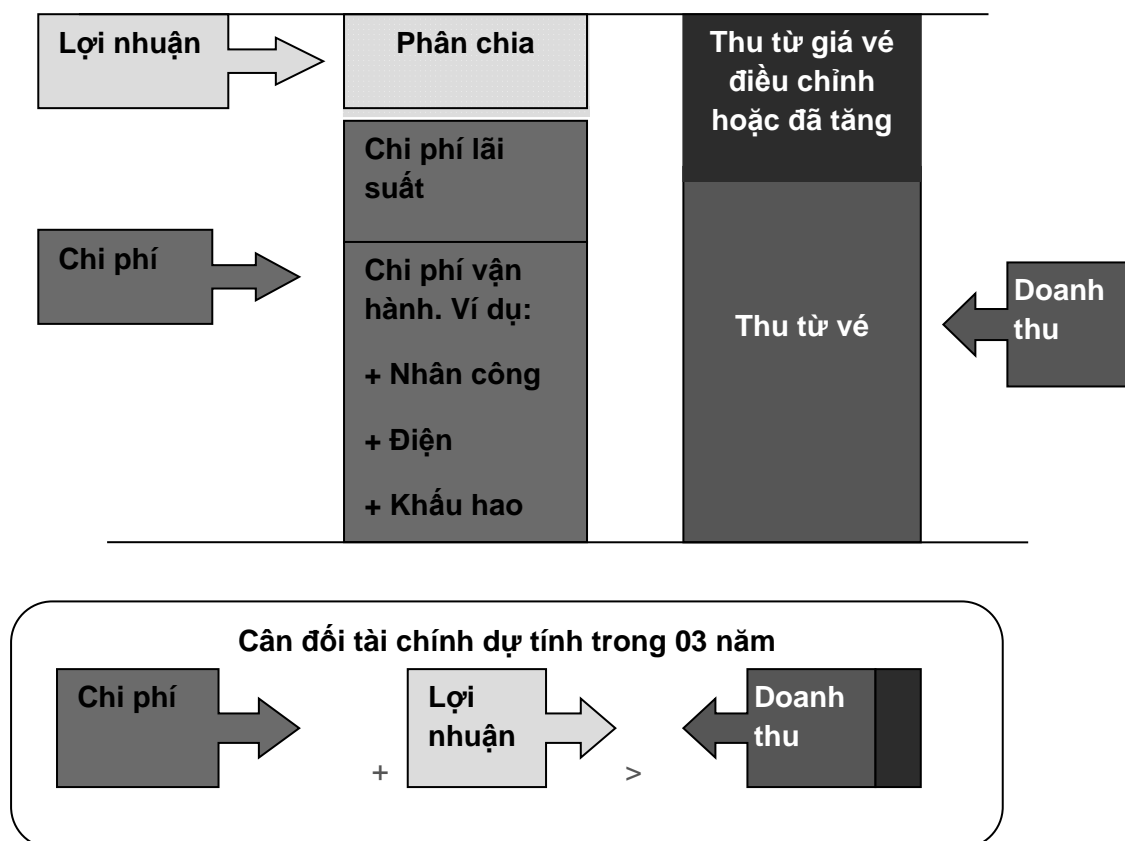 Lợi nhuận
Phân chia
Thu từ giá vé
điều chỉnh
hoặc đã tăng
Chi phí lãi
suất
Chi phí
Chi phí vận
hành. Ví dụ:
+ Nhân công
+ Điện
+ Khấu hao
Thu từ vé
Doanh
thu
Cân đối tài chính dự tính trong 03 năm
Chi phí
+
Lợi
nhuận
>
Doanh
thu